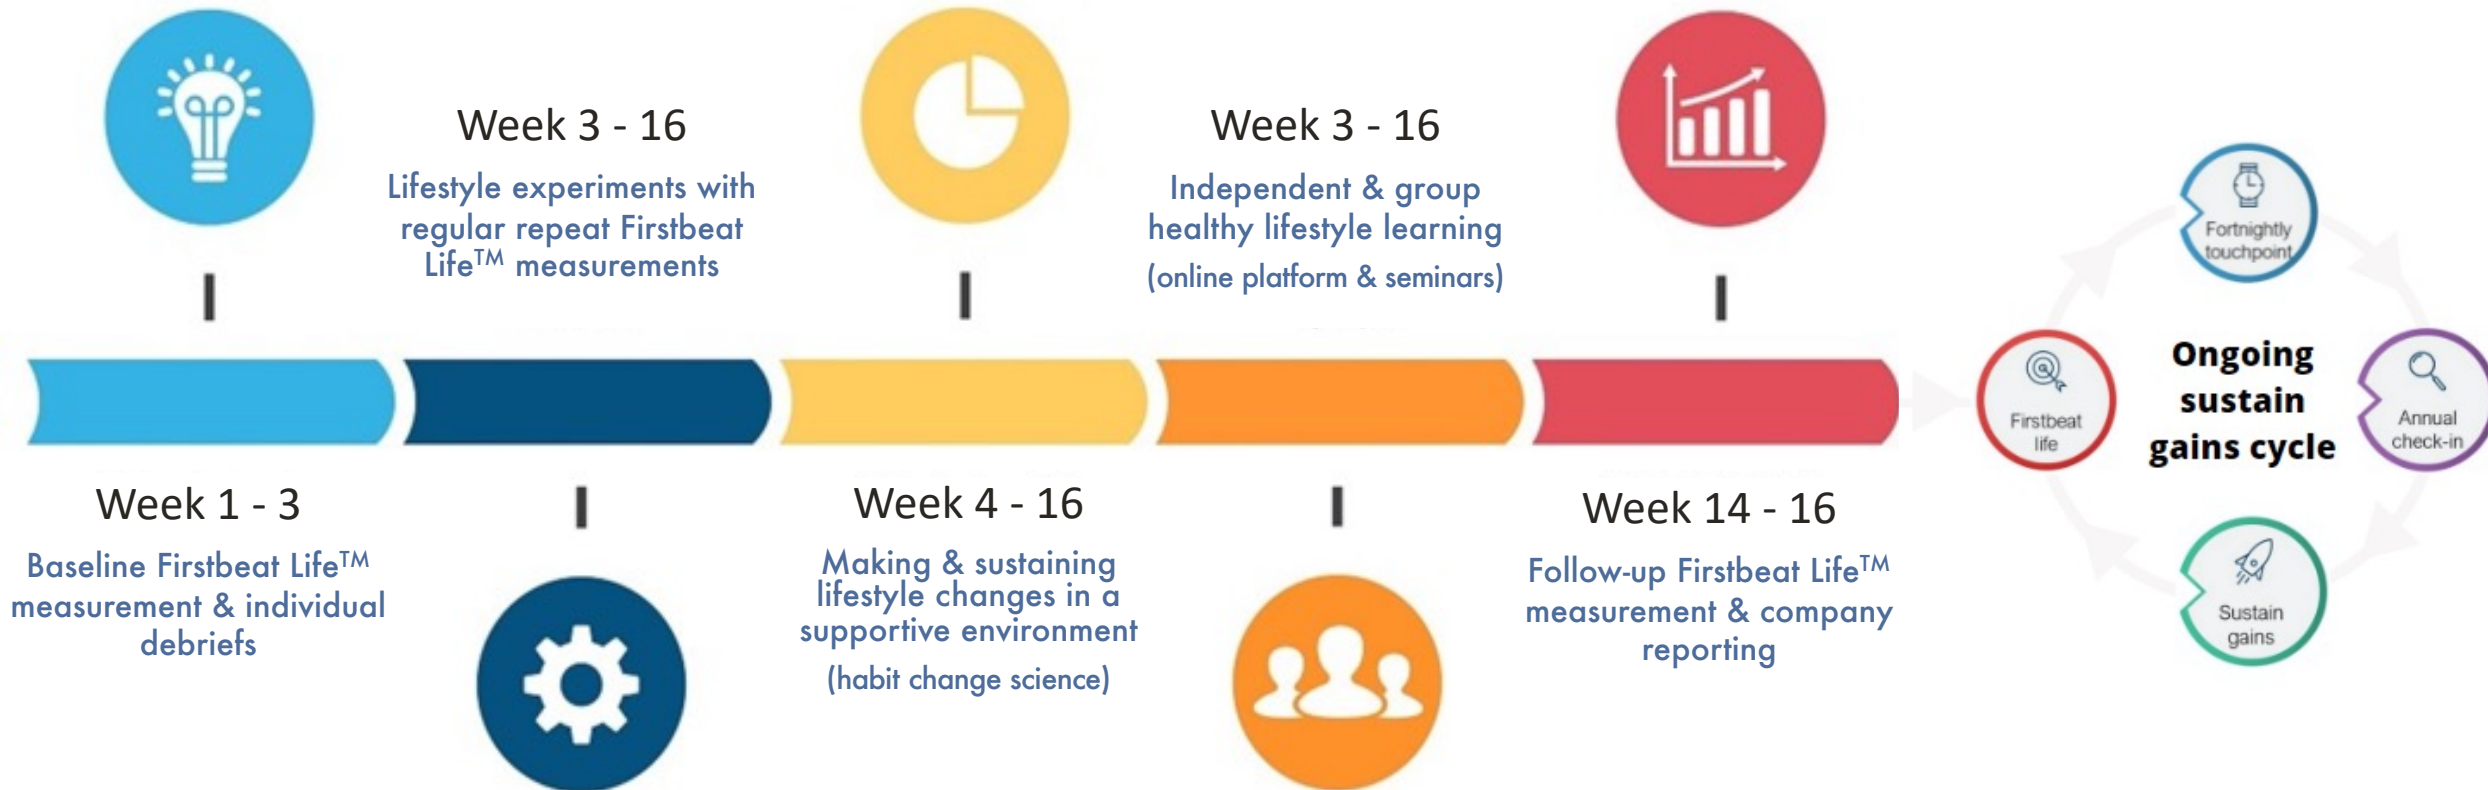 Week 1 - 3
Baseline Firstbeat Life™
measurement & individual
debriefs
Week 3 - 16
Lifestyle experiments with
regular repeat Firstbeat
Life™ measurements
Week 4 - 16
Making & sustaining
lifestyle changes in a
supportive environment
(habit change science)
Week 3 - 16
Independent & group
healthy lifestyle learning
(online platform & seminars)
Week 14 - 16
Follow-up Firstbeat Life™
measurement & company
reporting
Ongoing
sustain
gains cycle
Firstbeat
life
Fortnightly
touchpoint
Annual
check-in
Sustain
gains